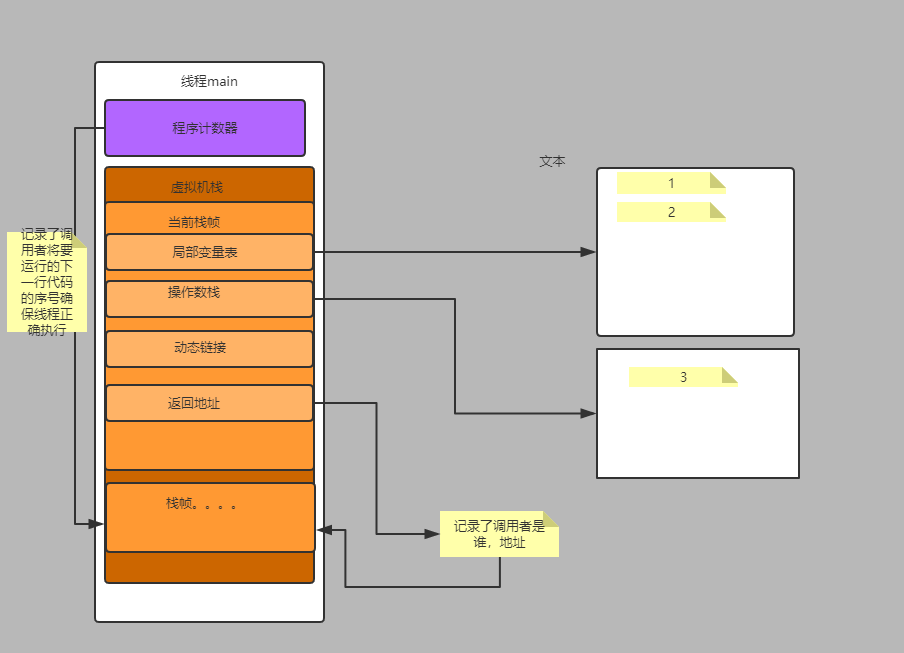 线程main
程序计数器
虚拟机栈
当前栈帧
局部变量表
操作数栈
动态链接
返回地址
栈帧。。。。
记录了调
用者将要
运行的下
一行代码
的序号确
保线程正
确执行
文本
1
2
3
记录了调用者是
谁，地址